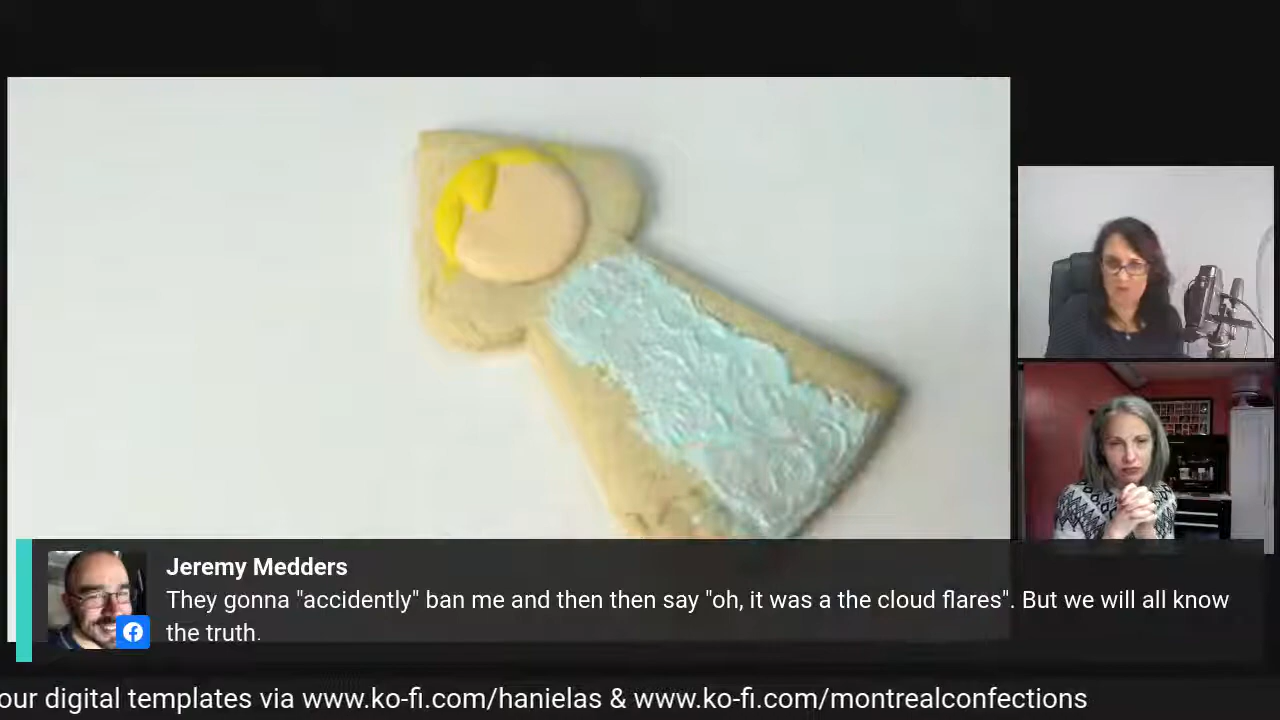 Jeremy Medders
They gonna "accidently" ban me and then then say "oh, it was a the cloud flares". But we will all know
the truth.
our digital templates via www.ko-fi.com/hanielas & www.ko-fi.com/montrealconfections